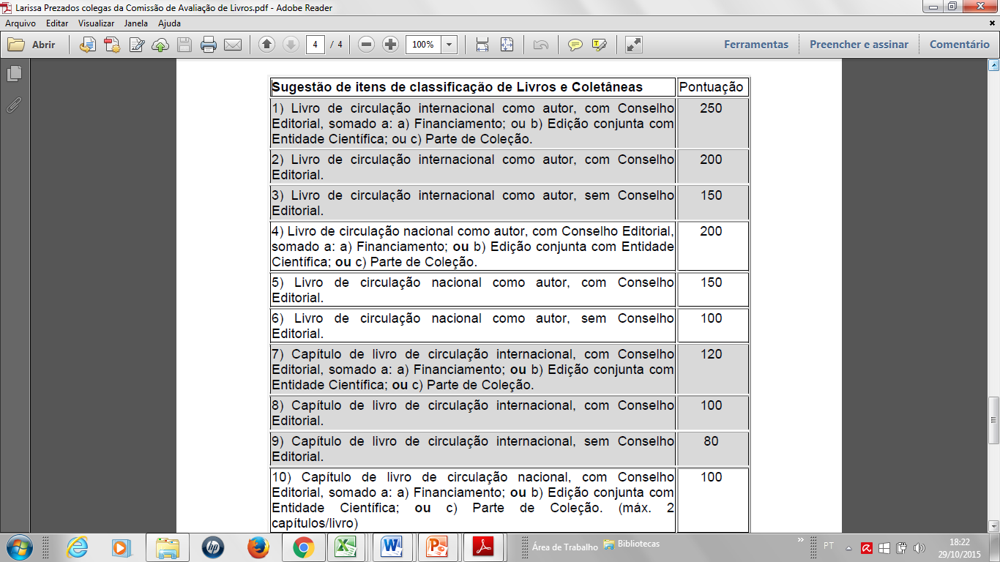 Larissa Prezados colegas da Comissão de Avaliação de Livros.pdf - Adobe Reader
Arquivo Editar Visualizar Janela Ajuda
Abrir 4 / 4 100% Ferramentas Preencher e assinar Comentário
Sugestão de itens de classificação de Livros e Coletâneas Pontuação
1) Livro de circulação internacional como autor, com Conselho 250
Editorial, somado a: a) Financiamento; ou b) Edição conjunta com
Entidade Científica; ou c) Parte de Coleção.
2) Livro de circulação internacional como autor, com Conselho 200
Editorial.
3) Livro de circulação internacional como autor, sem Conselho 150
Editorial.
4) Livro de circulação nacional como autor, com Conselho Editorial, 200
somado a: a) Financiamento; ou b) Edição conjunta com Entidade
Científica; ou c) Parte de Coleção.
5) Livro de circulação nacional como autor, com Conselho 150
Editorial.
6) Livro de circulação nacional como autor, sem Conselho 100
Editorial.
7) Capítulo de livro de circulação internacional, com Conselho 120
Editorial, somado a: a) Financiamento; ou b) Edição conjunta com
Entidade Científica; ou c) Parte de Coleção.
8) Capítulo de livro de circulação internacional, com Conselho 100
Editorial.
9) Capítulo de livro de circulação internacional, sem Conselho 80
Editorial.
10) Capítulo de livro de circulação nacional, com Conselho 100
Editorial, somado a: a) Financiamento; ou b) Edição conjunta com
Entidade Científica; ou c) Parte de Coleção. (máx. 2
capítulos/livro)
Área de Trabalho Bibliotecas PT 18:22
29/10/2015